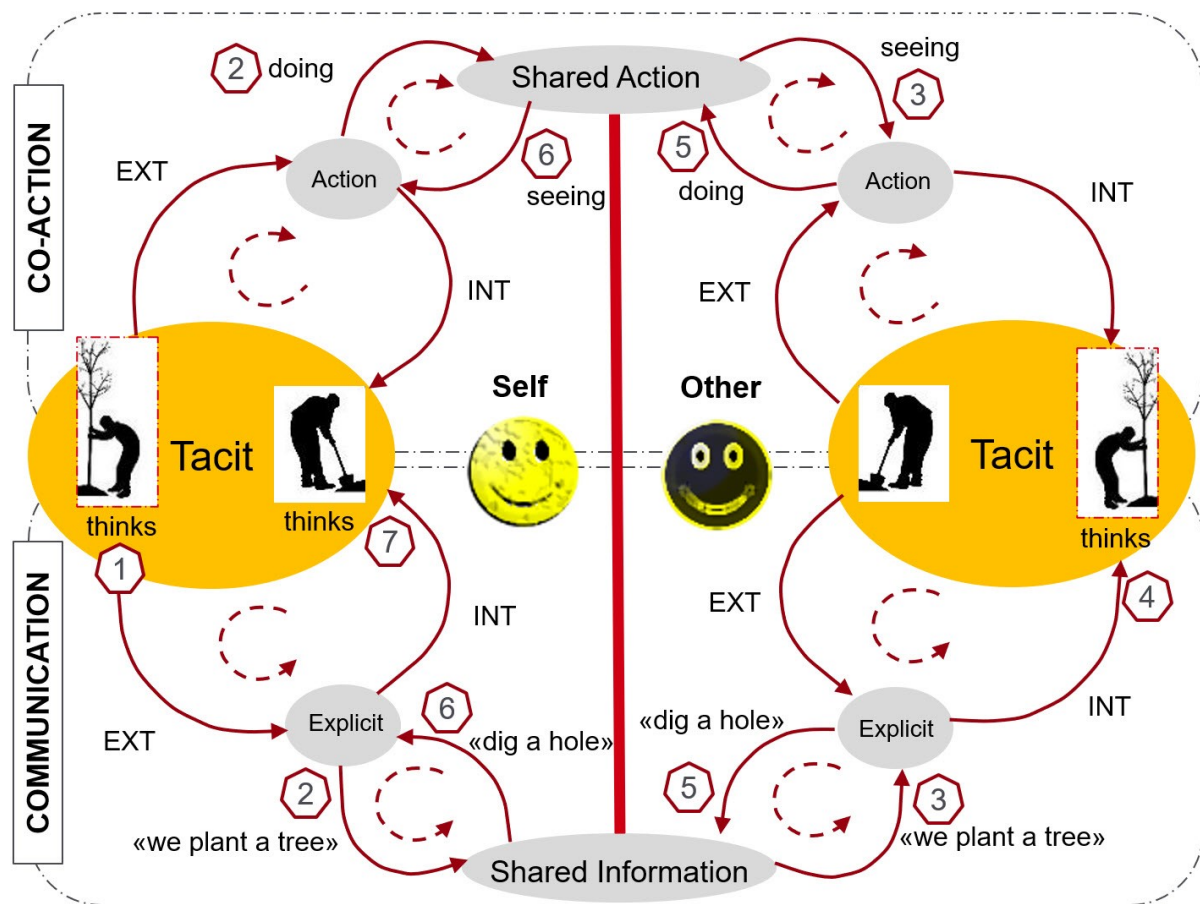 2 doing
Shared Action
seeing
3
EXT
Action
6
seeing
5
doing
Action
INT
CO-ACTION
INT
EXT
Self
Other
Tacit
thinks
thinks
Tacit
thinks
1
7
4
COMMUNICATION
INT
EXT
EXT
Explicit
6
«dig a hole»
2
«we plant a tree»
«dig a hole»
Explicit
INT
5
3
«we plant a tree»
Shared Information